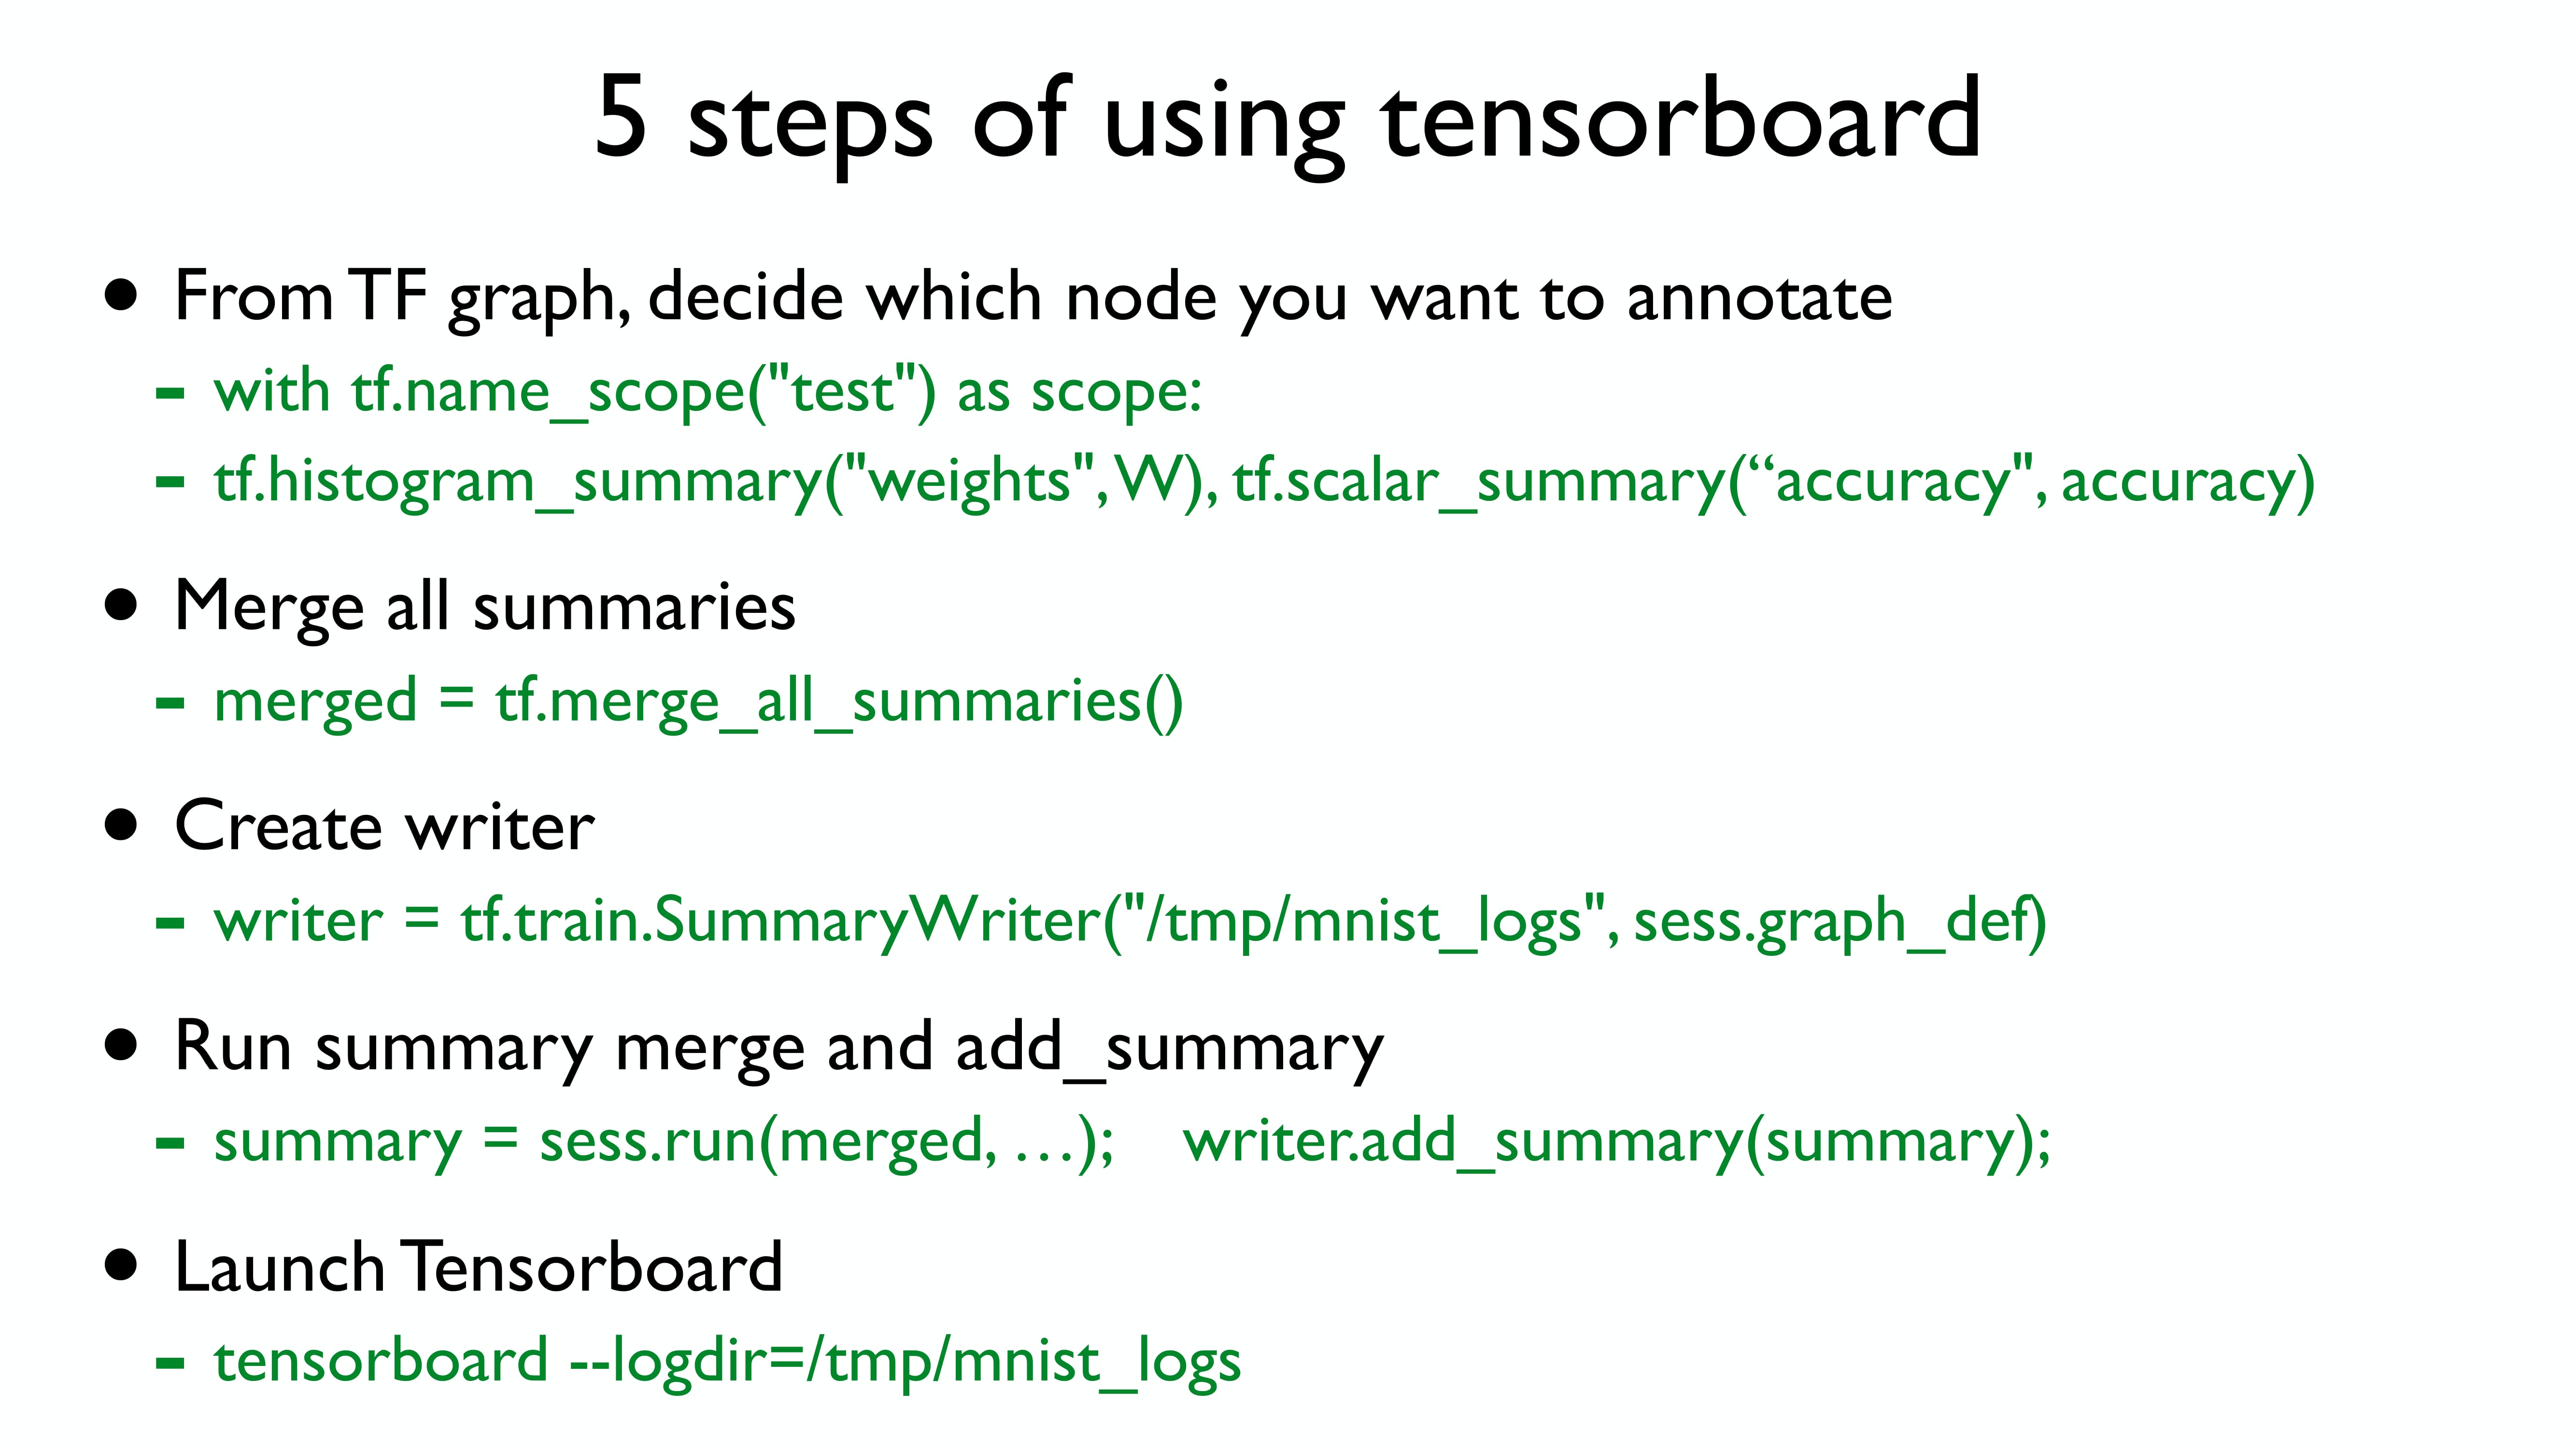 5 steps of using tensorboard
• From TF graph, decide which node you want to annotate
- with tf.name_scope("test") as scope:
- tf.histogram_summary("weights", W), tf.scalar_summary(“accuracy", accuracy)
• Merge all summaries
- merged = tf.merge_all_summaries()
• Create writer
- writer = tf.train.SummaryWriter("/tmp/mnist_logs", sess.graph_def)
• Run summary merge and add_summary
- summary = sess.run(merged, …); writer.add_summary(summary);
• Launch Tensorboard
- tensorboard --logdir=/tmp/mnist_logs